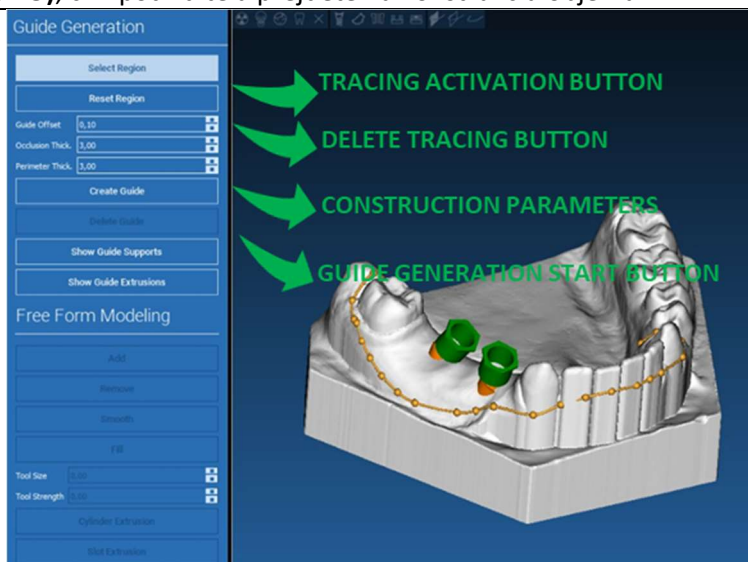 Guide Generation
Select Region
Reset Region
Guide Offset 0,10
Occlusion Thick. 3,00
Perimeter Thick. 3,00
Create Guide
Delete Guide
Show Guide Supports
Show Guide Extrusions
Free Form Modeling
Add
Remove
Smooth
Fill
Tool Size
Tool Strength
Cylinder Extrusion
Slot Extrusion
TRACING ACTIVATION BUTTON
DELETE TRACING BUTTON
CONSTRUCTION PARAMETERS
GUIDE GENERATION START BUTTON